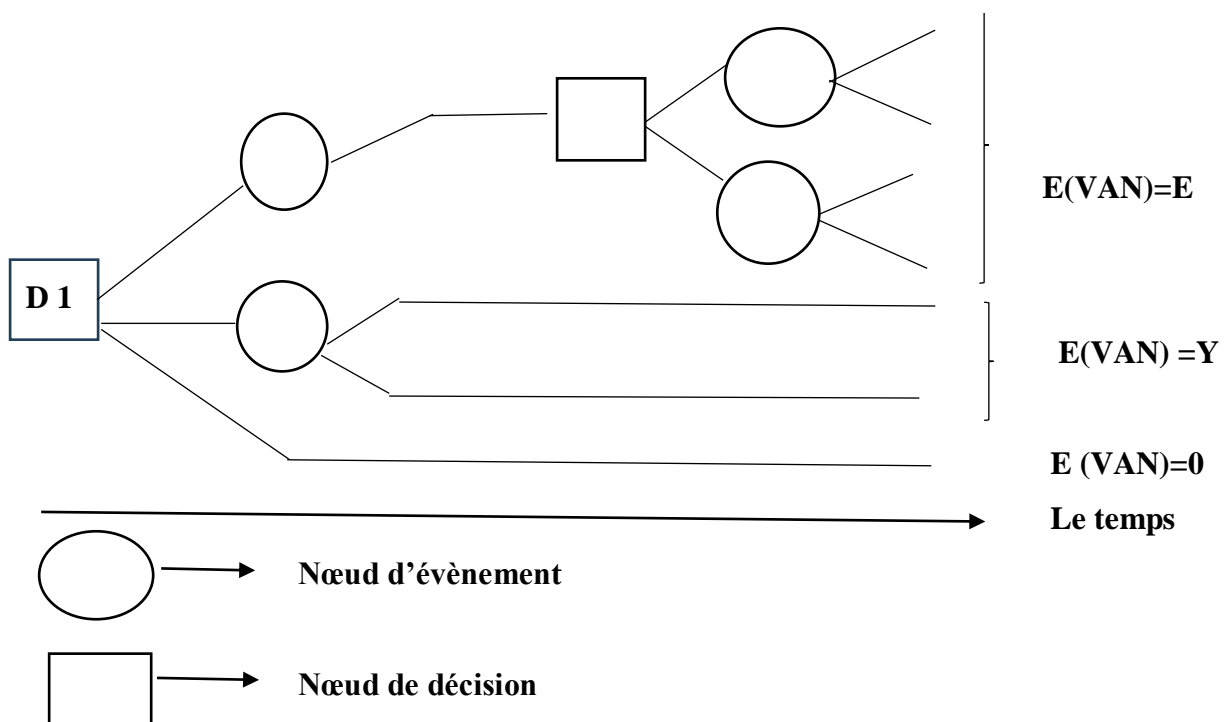 E(VAN)=E
D 1
E(VAN) =Y
E (VAN)=0
Le temps
Nœud d’évènement
Nœud de décision